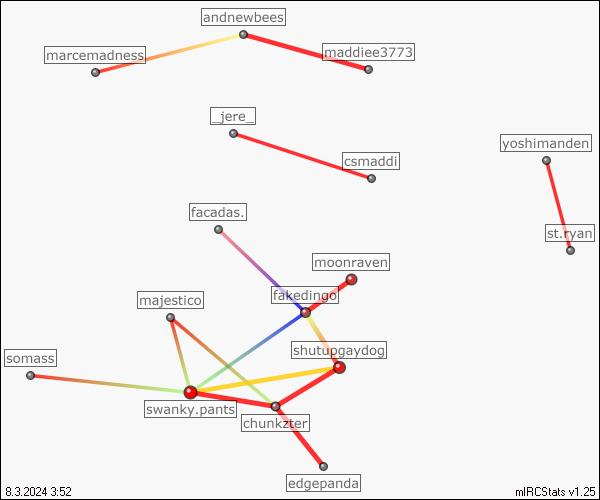 andnewbees
marcemadness
maddiee3773
_jere_
csmaddi
yoshimanden
st.ryan
facadas.
moonraven
fakedingo
majestico
shutupgaydog
somass
swanky.pants
chunkzter
edgepanda
8.3.2024 3:52
mIRCStats v1.25